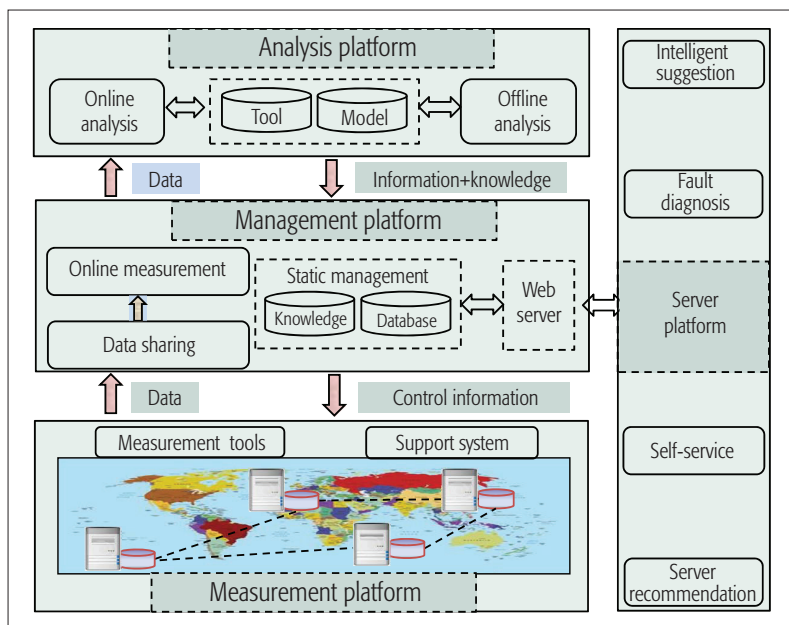 Analysis platform
Online
analysis
Tool
Model
Offline
analysis
Data
Information+knowledge
Management platform
Online measurement
Data sharing
Static management
Knowledge
Database
Web
server
Data
Control information
Measurement tools
Support system
Measurement platform
Intelligent
suggestion
Fault
diagnosis
Server
platform
Self-service
Server
recommendation